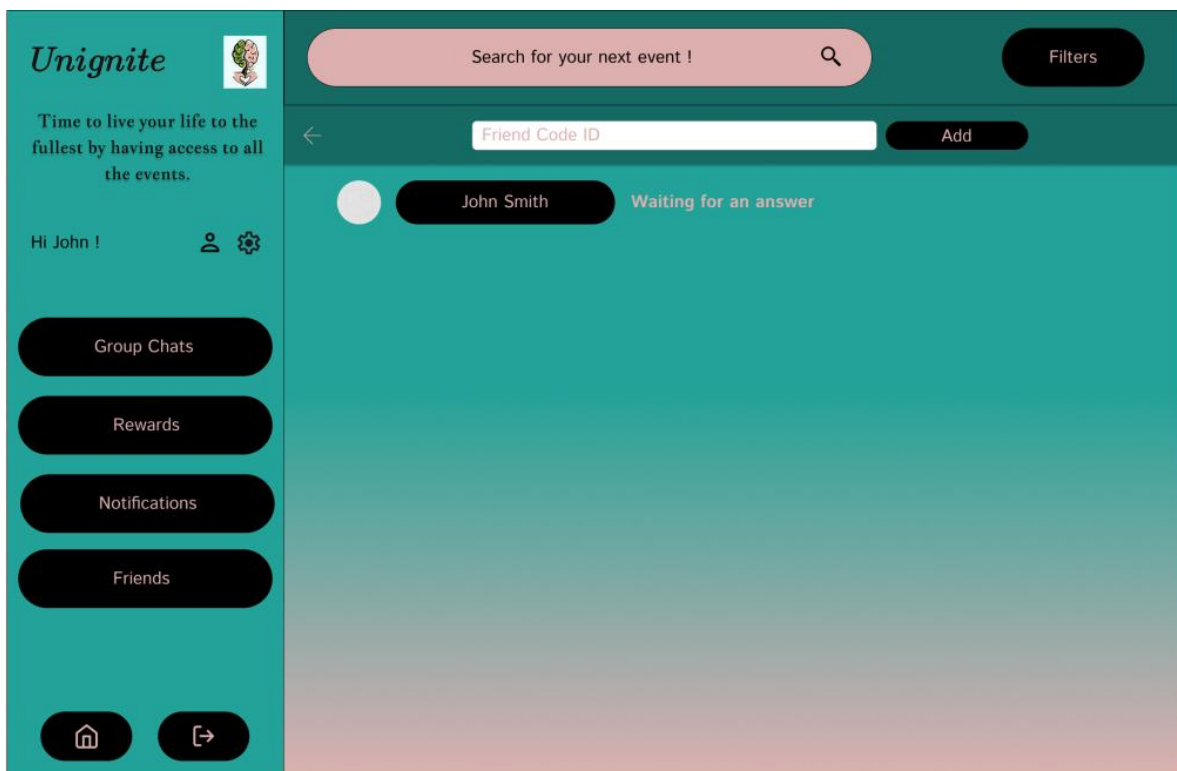 Unignite
Time to live your life to the
fullest by having access to all
the events.
Hi John !
Group Chats
Rewards
Notifications
Friends
Search for your next event !
Filters
Friend Code ID
Add
John Smith
Waiting for an answer